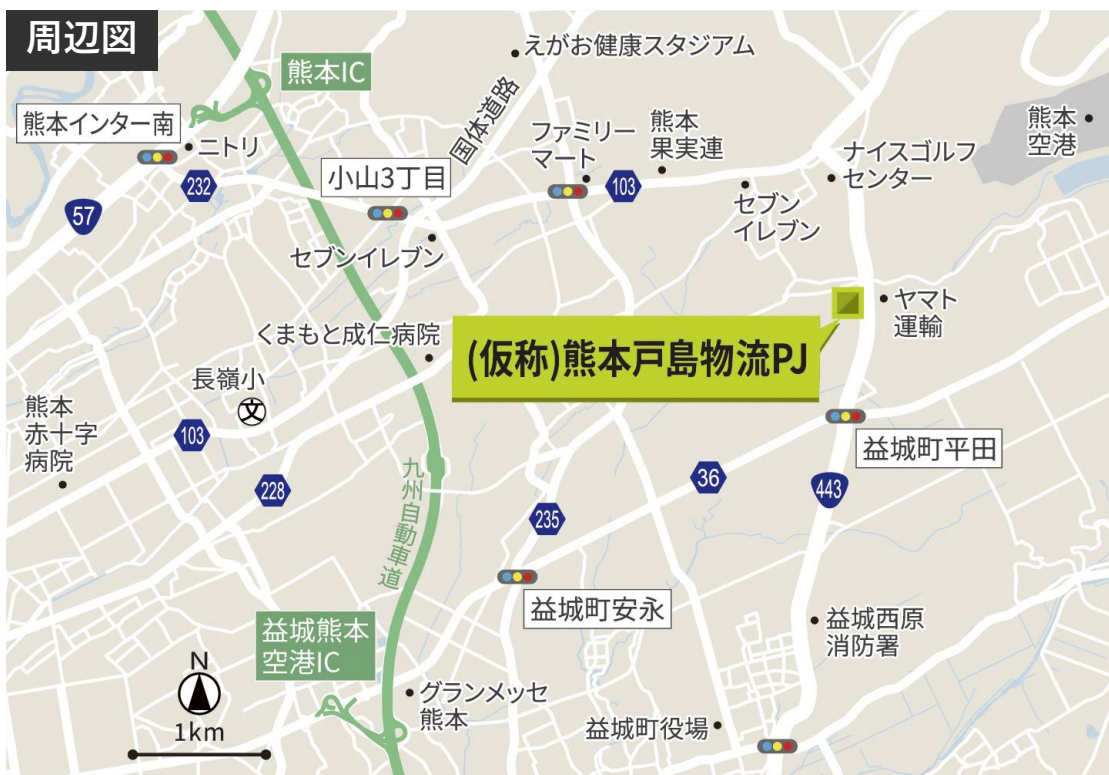 周辺図
えがお健康スタジアム
熊本IC
国体道路
熊本インター南
ニトリ
ファミリー
マート
熊本
果実連
熊本
空港
ナイスゴルフ
センター
小山3丁目
232
103
57
セブン
イレブン
セブンイレブン
ヤマト
運輸
くまもと成仁病院
(仮称)熊本戸島物流PJ
長嶺小
文
熊本
赤十字
病院
103
益城町平田
九州自動車道
36
443
228
235
益城町安永
益城熊本
空港IC
益城西原
消防署
N
1km
グランメッセ
熊本
益城町役場